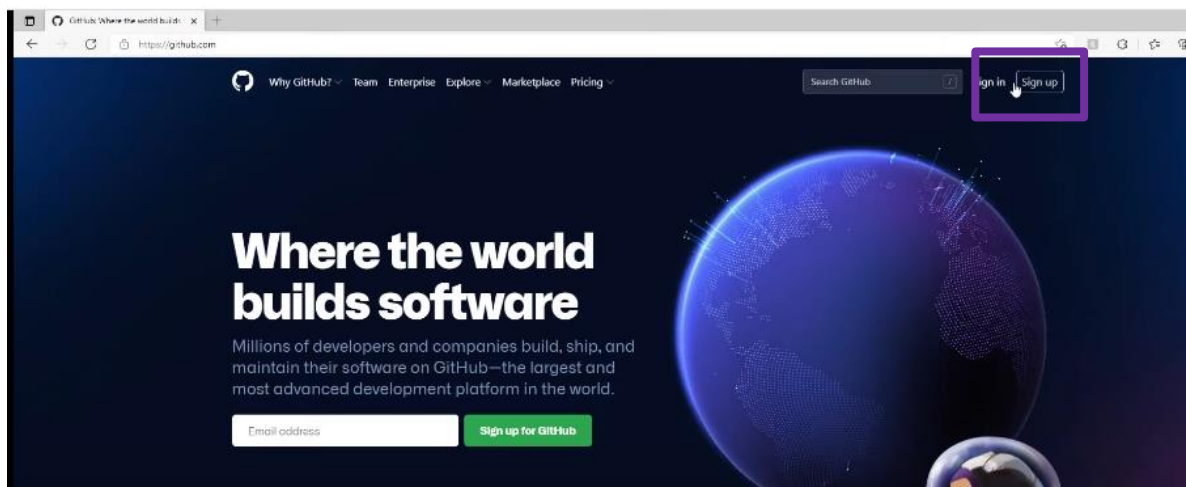 GitHub: Where the world builds
https://github.com
Why GitHub? Team Enterprise Explore Marketplace Pricing
Search GitHub /
ign in Sign up
Where the world
builds software
Millions of developers and companies build, ship, and
maintain their software on GitHub—the largest and
most advanced development platform in the world.
Email address
Sign up for GitHub